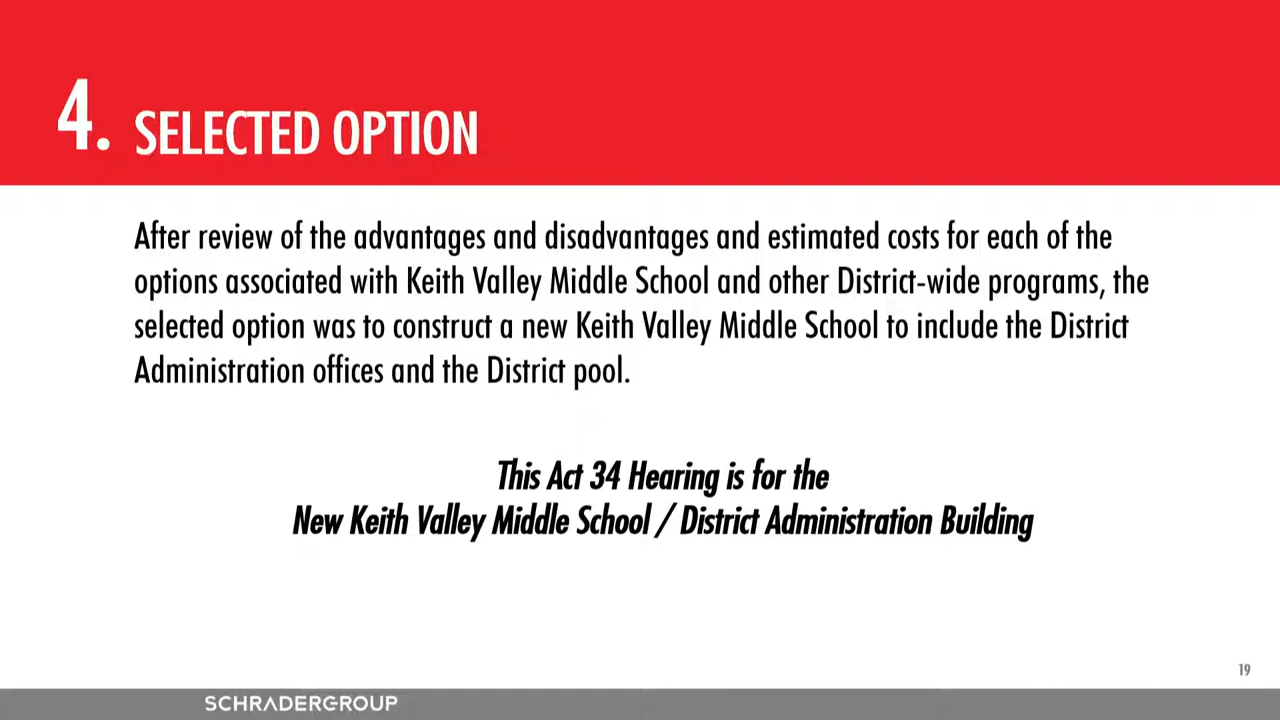 4. SELECTED OPTION
After review of the advantages and disadvantages and estimated costs for each of the
options associated with Keith Valley Middle School and other District-wide programs, the
selected option was to construct a new Keith Valley Middle School to include the District
Administration offices and the District pool.
This Act 34 Hearing is for the
New Keith Valley Middle School / District Administration Building
19
SCHRADERGROUP